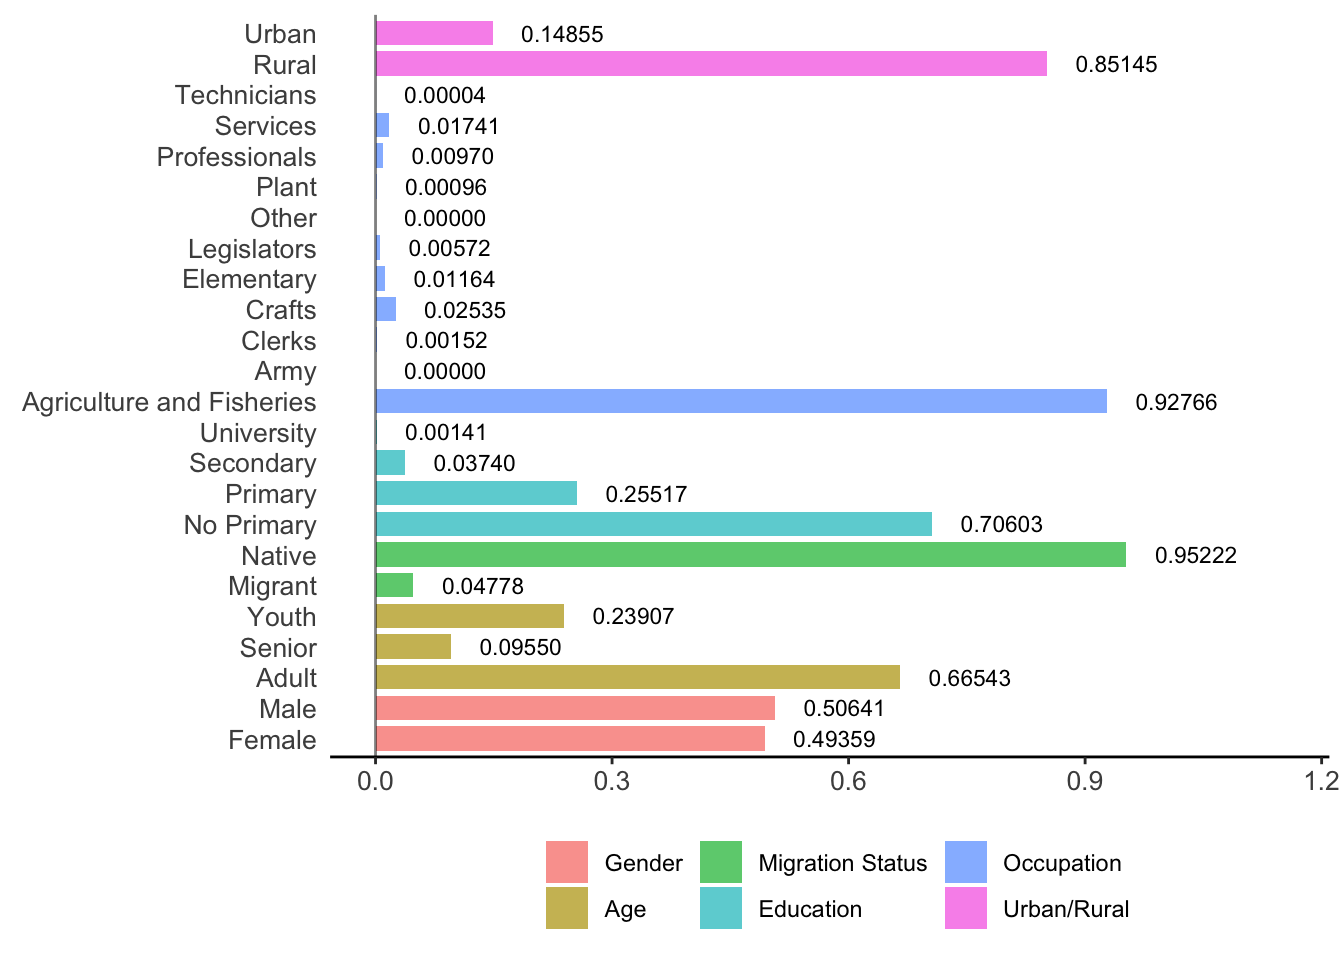 Urban 0.14855
Rural 0.85145
Technicians 0.00004
Services 0.01741
Professionals 0.00970
Plant 0.00096
Other 0.00000
Legislators 0.00572
Elementary 0.01164
Crafts 0.02535
Clerks 0.00152
Army 0.00000
Agriculture and Fisheries 0.92766
University 0.00141
Secondary 0.03740
Primary 0.25517
No Primary 0.70603
Native 0.95222
Migrant 0.04778
Youth 0.23907
Senior 0.09550
Adult 0.66543
Male 0.50641
Female 0.49359
0.0 0.3 0.6 0.9 1.2
Gender Migration Status Occupation
Age Education Urban/Rural